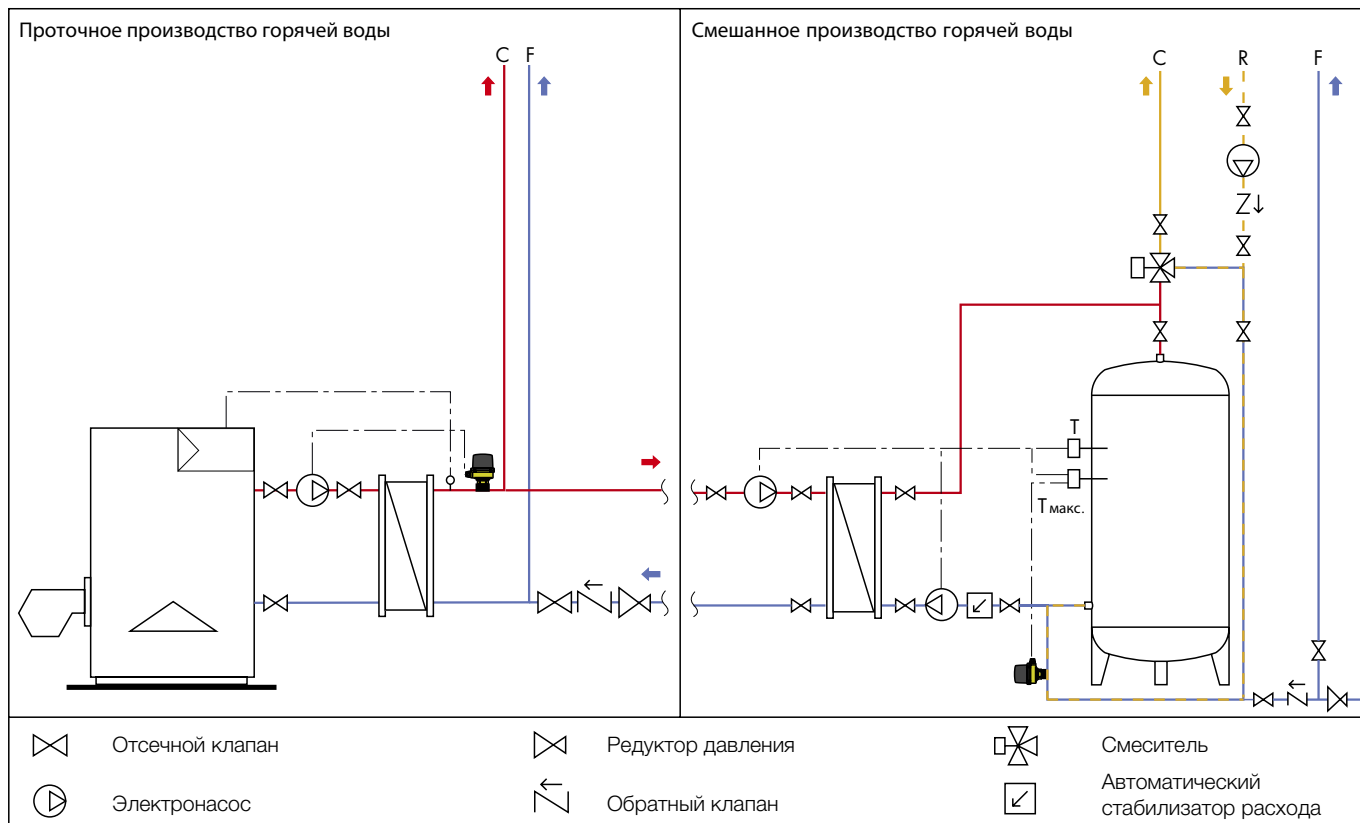 Проточное производство горячей воды
Смешанное производство горячей воды
C F
C R F
T
T макс.
Отсечной клапан
Редуктор давления
Смеситель
Электронасос
Обратный клапан
Автоматический
стабилизатор расхода